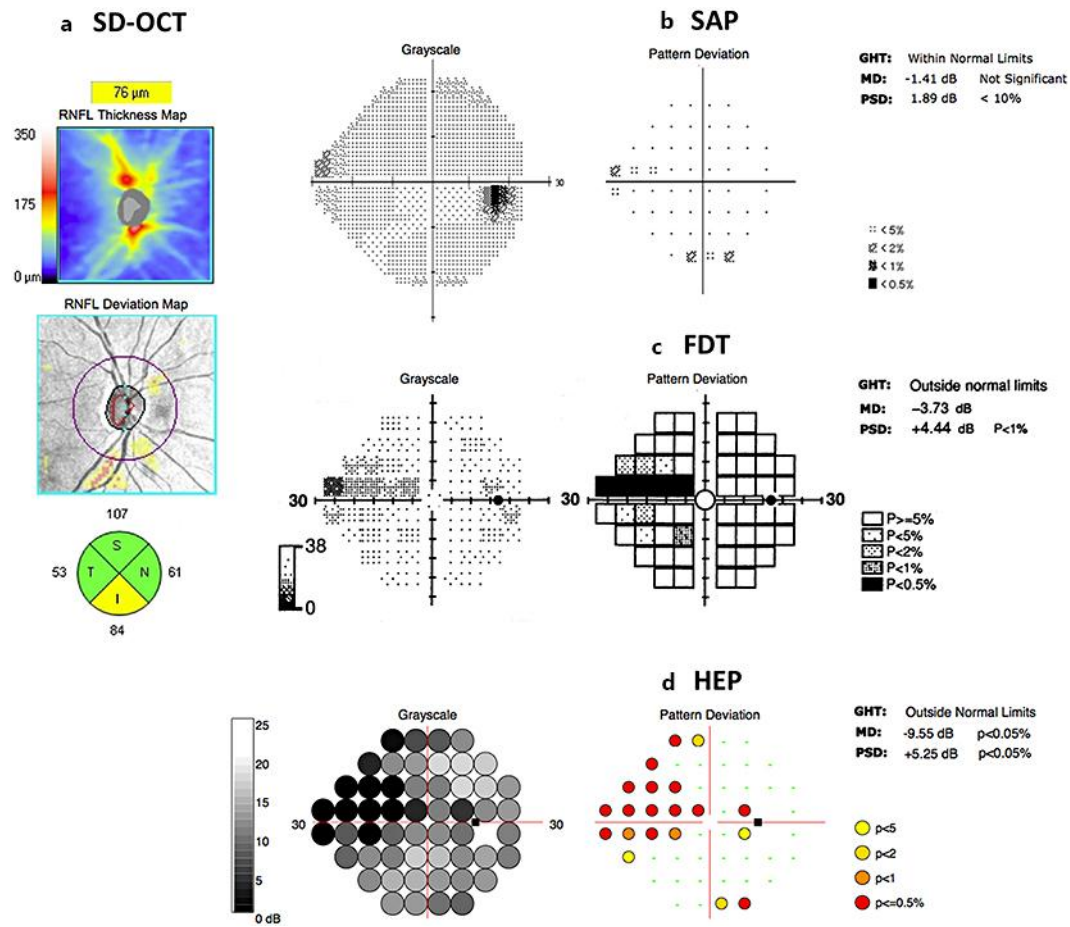 a SD-OCT
76 µm
RNFL Thickness Map
350
175
0 µm
RNFL Deviation Map
107
S
53 T N 61
I
84
b SAP
Grayscale
30
Pattern Deviation
GHT: Within Normal Limits
MD: -1.41 dB Not Significant
PSD: 1.89 dB < 10%
< 5%
< 2%
< 1%
< 0.5%
c FDT
Grayscale
30 30
38
0
Pattern Deviation
30 30
GHT: Outside normal limits
MD: −3.73 dB
PSD: +4.44 dB P<1%
P>=5%
P<5%
P<2%
P<1%
P<0.5%
d HEP
25
20
15
10
5
0 dB
Grayscale
30 30
Pattern Deviation
GHT: Outside Normal Limits
MD: -9.55 dB p<0.05%
PSD: +5.25 dB p<0.05%
p<5
p<2
p<1
p<=0.5%